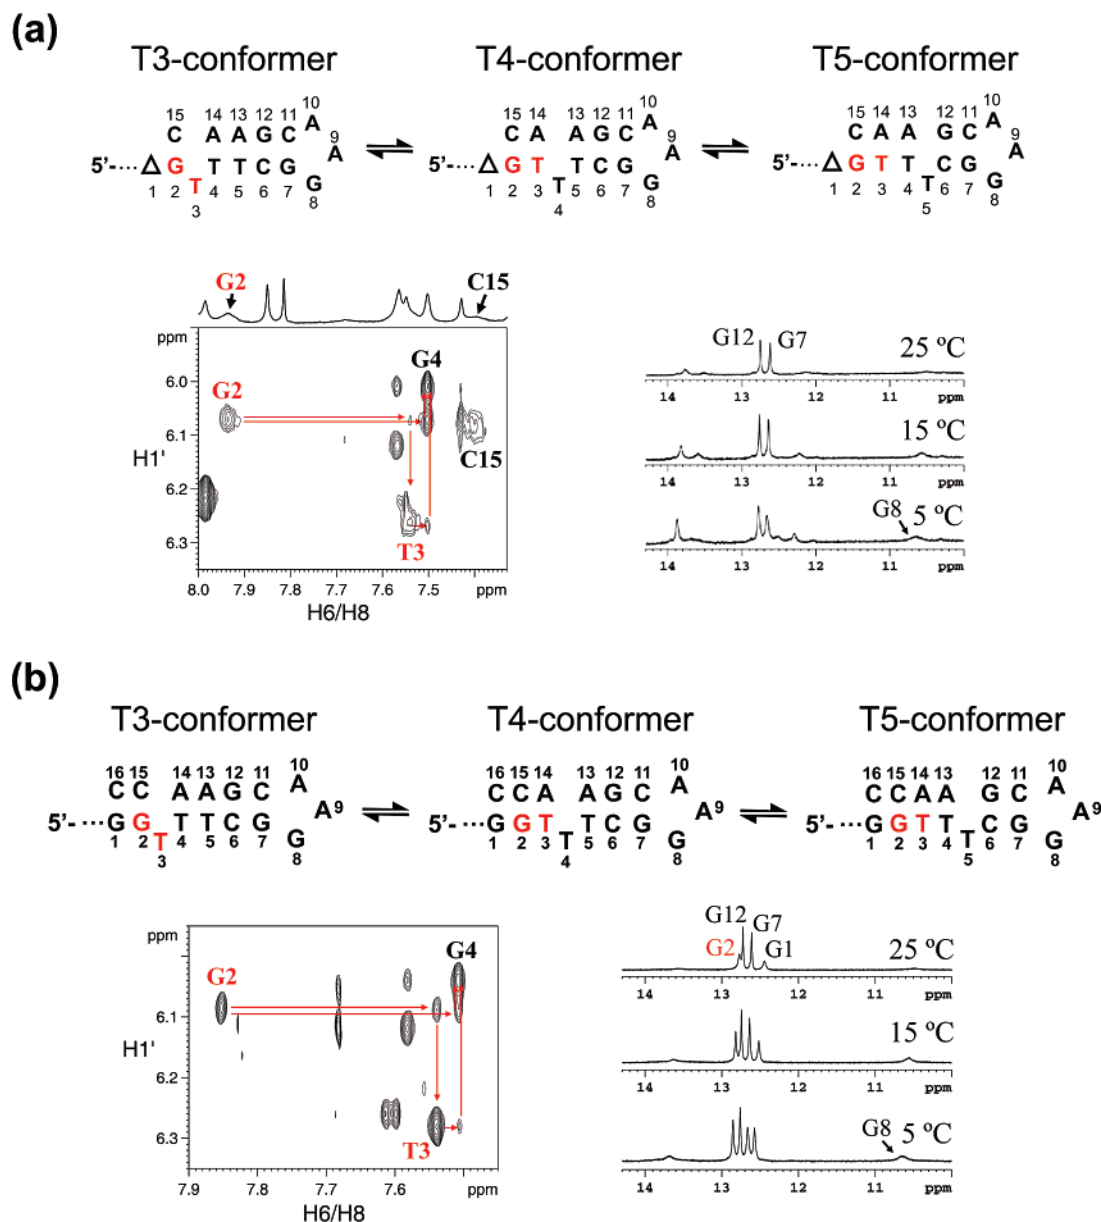 (a)
T3-conformer T4-conformer T5-conformer
15 14 13 12 11 10
C A A G C A 9
5'-····Δ G T T C G G A
1 2 T 4 5 6 7 8
3
15 14 13 12 11 10
C A A G C A 9
5'-····Δ G T T C G G A
1 2 3 T 5 6 7 8
4
15 14 13 12 11 10
C A A G C A 9
5'-····Δ G T T C G G A
1 2 3 4 T 6 7 8
5
G2 C15
ppm
6.0
6.1
6.2
6.3
H1'
G2 G4
C15
T3
8.0 7.9 7.8 7.7 7.6 7.5 ppm
H6/H8
G12 G7 25 ºC
14 13 12 11 ppm
15 ºC
14 13 12 11 ppm
G8 5 ºC
14 13 12 11 ppm
(b)
T3-conformer T4-conformer T5-conformer
16 15 14 13 12 11 10
C C A A G C A
5'-····G G T T C G G A9
1 2 T 4 5 6 7 8
3
16 15 14 13 12 11 10
C C A A G C A
5'-····G G T T C G G A9
1 2 3 T 5 6 7 8
4
16 15 14 13 12 11 10
C C A A G C A
5'-····G G T T C G G A9
1 2 3 4 T 6 7 8
5
ppm
6.1
6.2
6.3
H1'
G2 G4
T3
7.9 7.8 7.7 7.6 ppm
H6/H8
G12 G7
G2 G1 25 ºC
14 13 12 11 ppm
15 ºC
14 13 12 11 ppm
G8 5 ºC
14 13 12 11 ppm